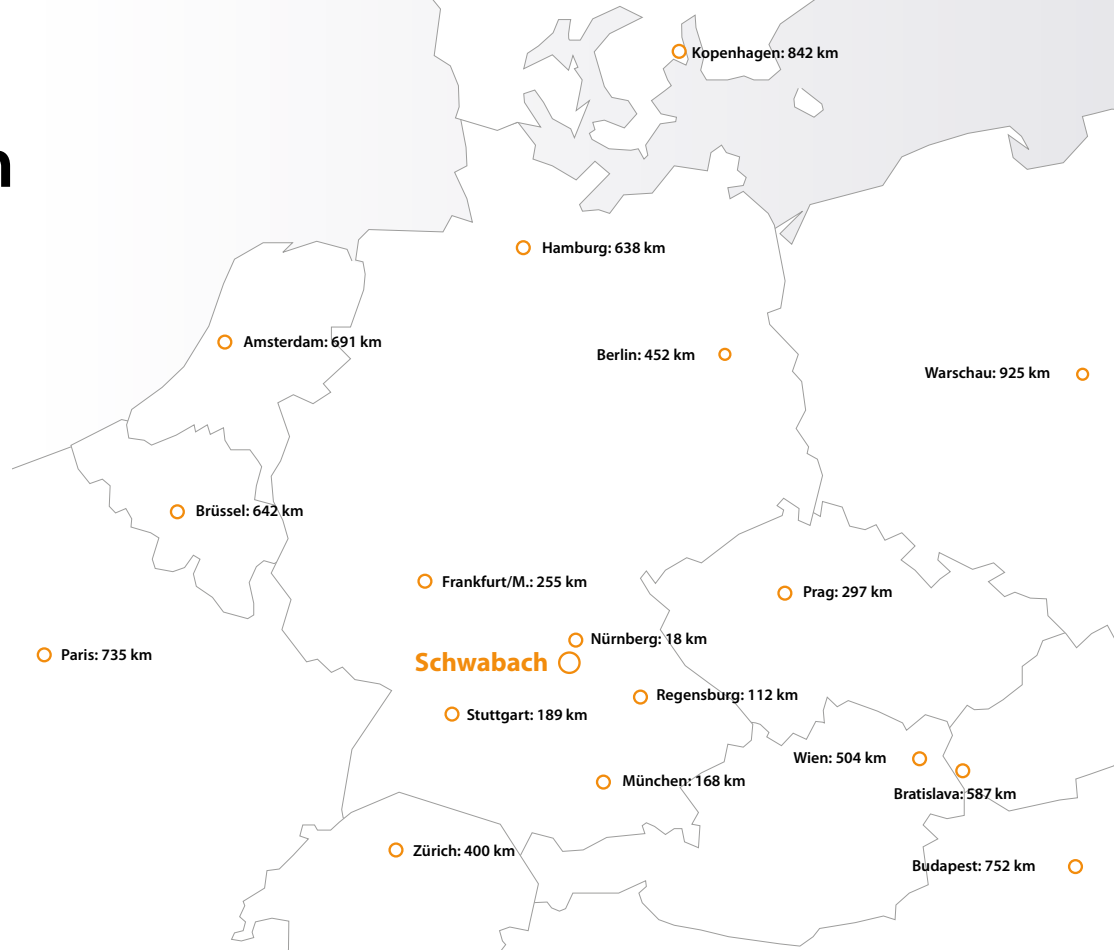 n
Kopenhagen: 842 km
Hamburg: 638 km
Amsterdam: 691 km
Berlin: 452 km
Warschau: 925 km
Brüssel: 642 km
Frankfurt/M.: 255 km
Prag: 297 km
Nürnberg: 18 km
Paris: 735 km
Schwabach
Regensburg: 112 km
Stuttgart: 189 km
Wien: 504 km
München: 168 km
Bratislava: 587 km
Zürich: 400 km
Budapest: 752 km